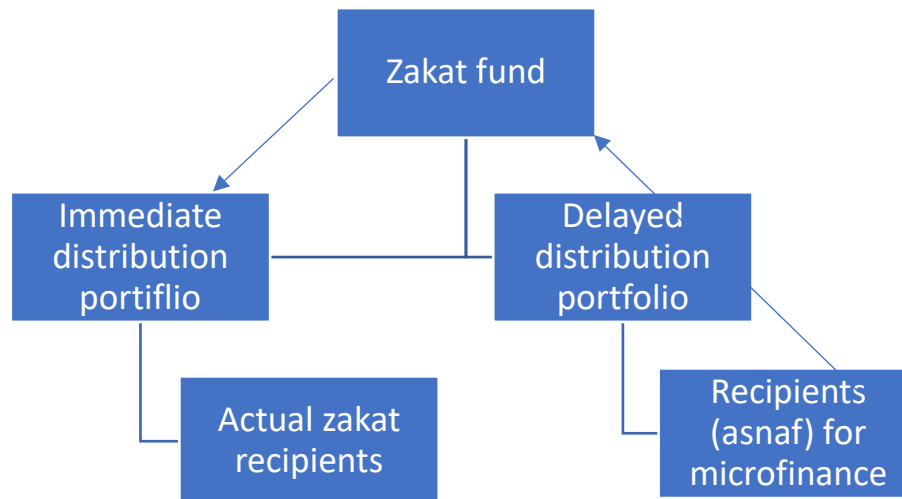 Zakat fund
Immediate
distribution
portiflio
Delayed
distribution
portfolio
Actual zakat
recipients
Recipients
(asnaf) for
microfinance